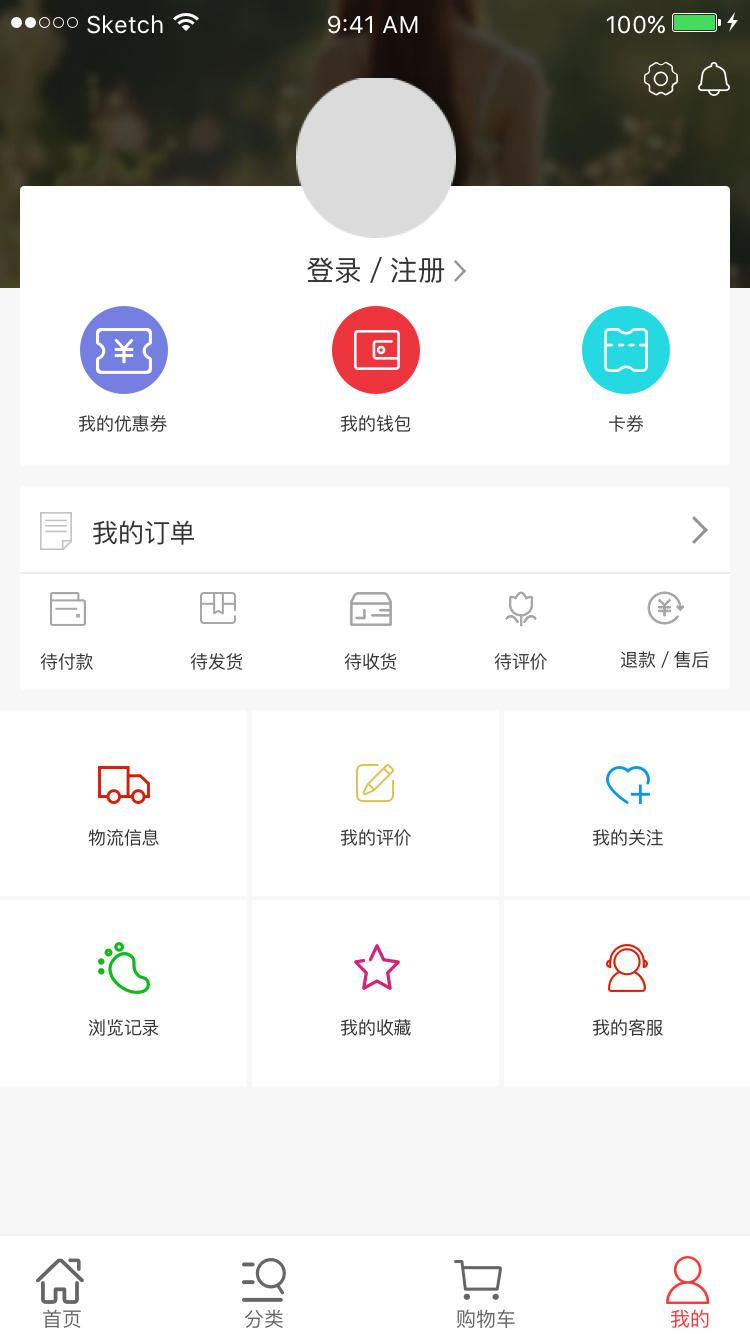 Sketch 9:41 AM 100%
登录 / 注册
我的优惠券 我的钱包 卡券
我的订单
待付款 待发货 待收货 待评价 退款 / 售后
物流信息 我的评价 我的关注
浏览记录 我的收藏 我的客服
首页 分类 购物车 我的